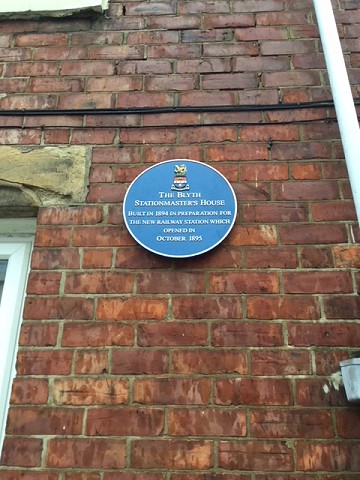 The Blyth
Stationmaster's House
Built in 1894 in preparation for
the new railway station which
opened in
October 1895